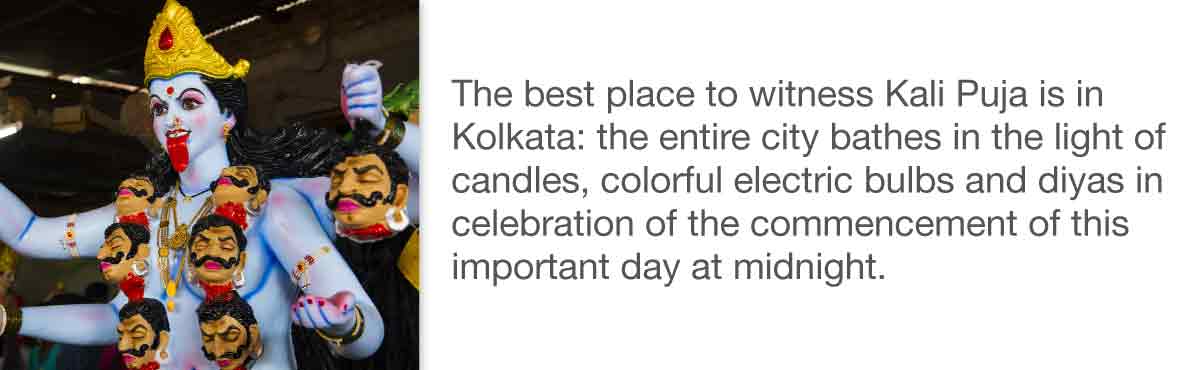 The best place to witness Kali Puja is in
Kolkata: the entire city bathes in the light of
candles, colorful electric bulbs and diyas in
celebration of the commencement of this
important day at midnight.